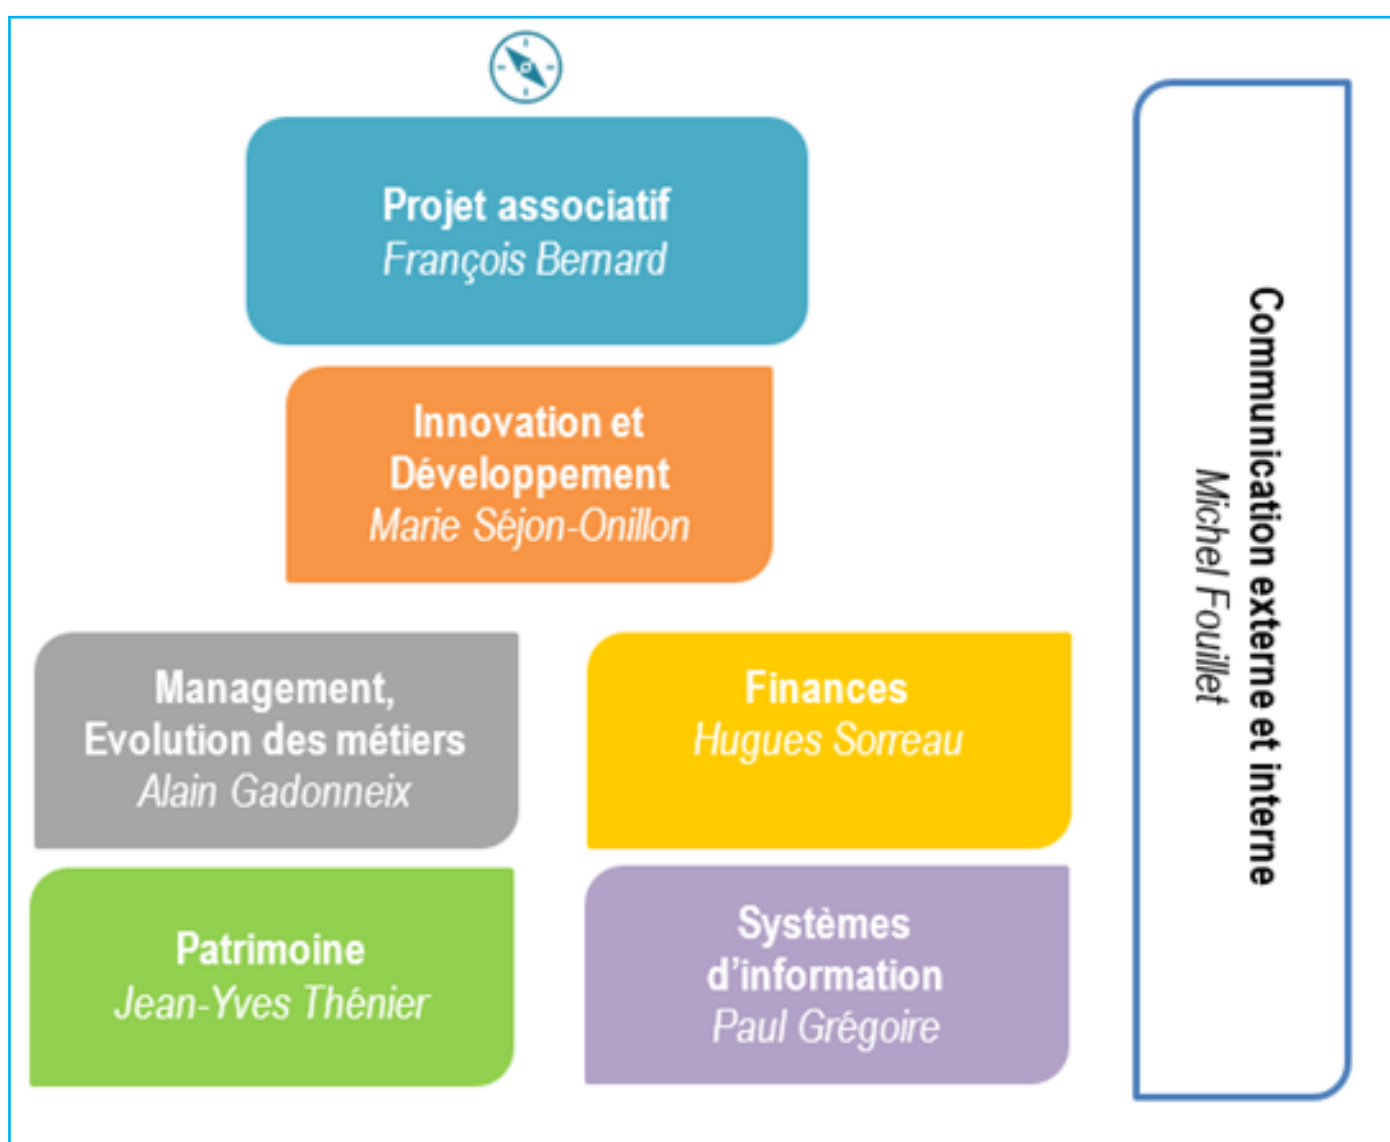 Projet associatif
François Bernard
Innovation et
Développement
Marie Séjon-Onillon
Management,
Evolution des métiers
Alain Gadonneix
Finances
Hugues Sorreau
Patrimoine
Jean-Yves Thénier
Systèmes
d’information
Paul Grégoire
Communication externe et interne
Michel Fouillet